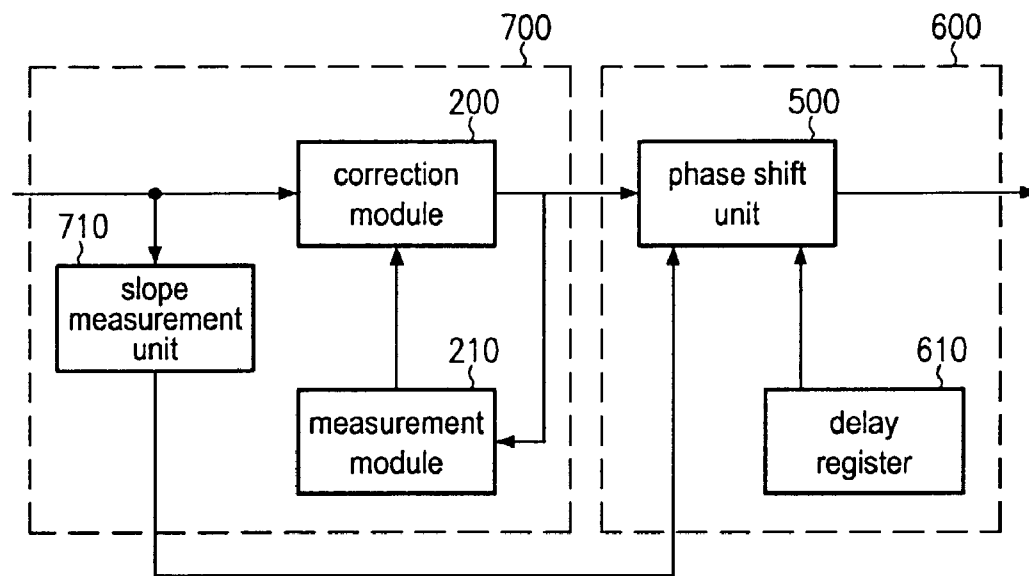 700
600
200
500
correction
module
phase shift
unit
710
slope
measurement
unit
210
610
measurement
module
delay
register